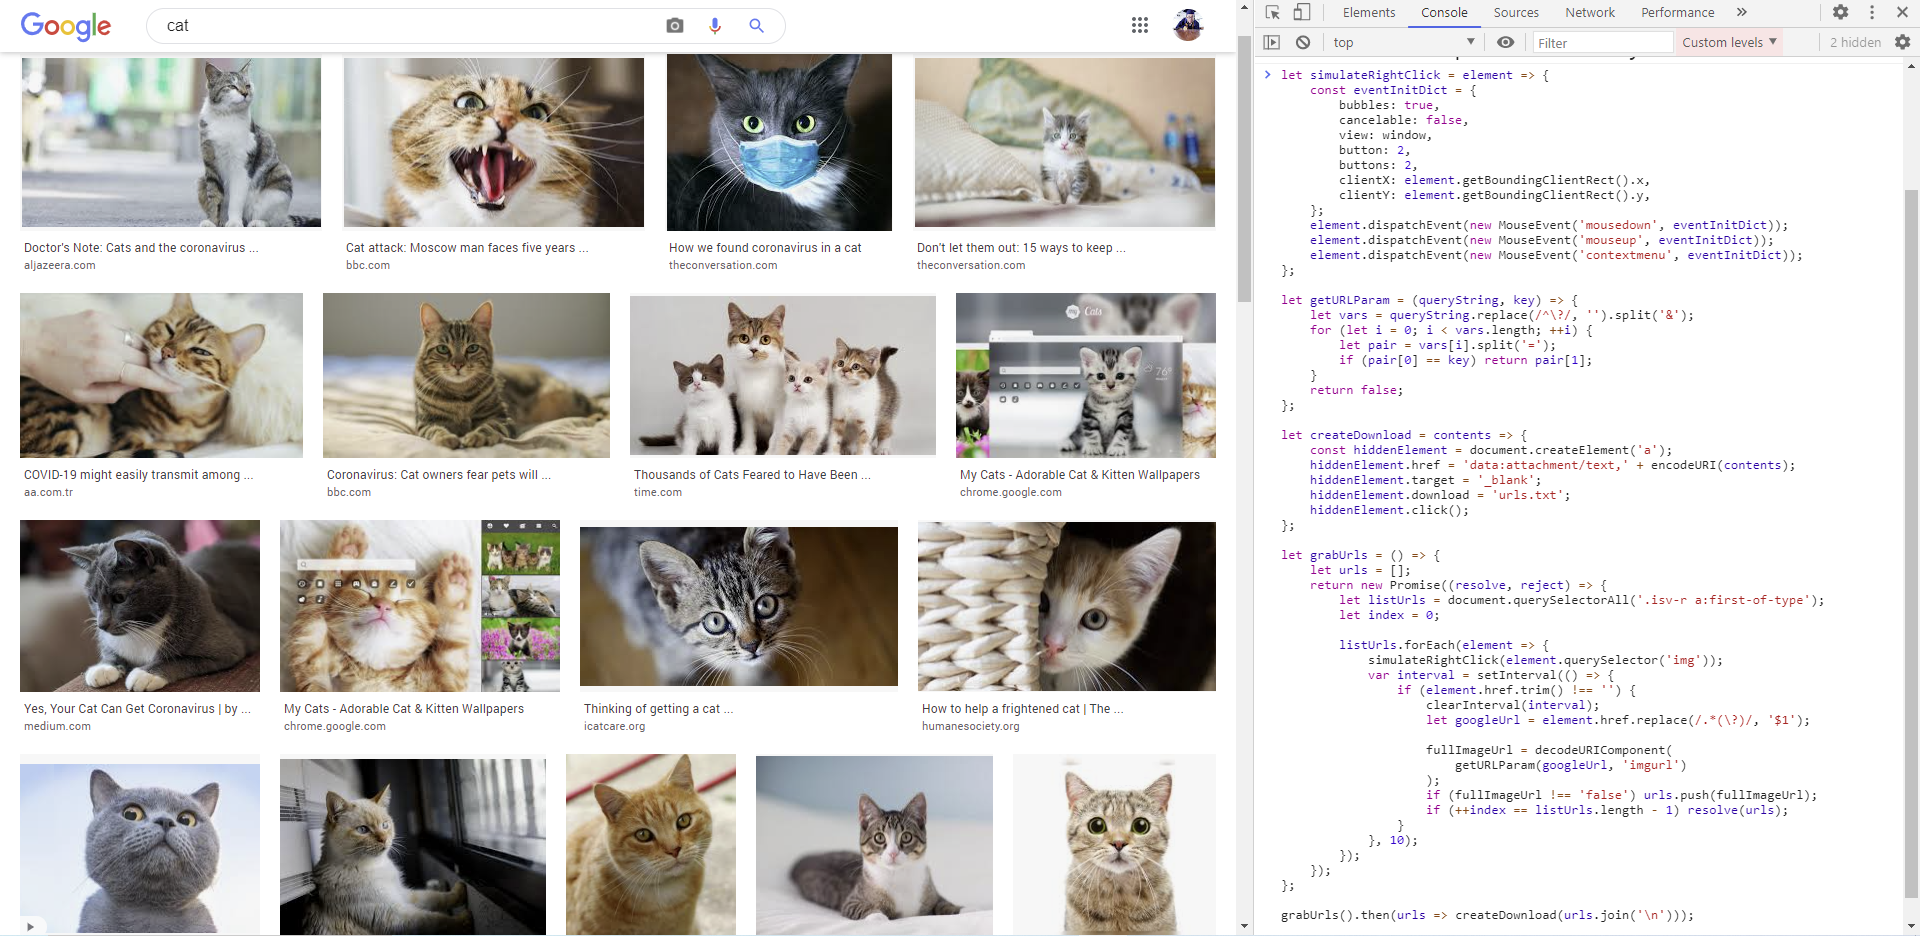 Google
cat
Doctor's Note: Cats and the coronavirus ...
aljazeera.com
Cat attack: Moscow man faces five years ...
bbc.com
How we found coronavirus in a cat
theconversation.com
Don't let them out: 15 ways to keep ...
theconversation.com
my Cats
76°
COVID-19 might easily transmit among ...
aa.com.tr
Coronavirus: Cat owners fear pets will ...
bbc.com
Thousands of Cats Feared to Have Been ...
time.com
My Cats - Adorable Cat & Kitten Wallpapers
chrome.google.com
Yes, Your Cat Can Get Coronavirus | by ...
medium.com
My Cats - Adorable Cat & Kitten Wallpapers
chrome.google.com
Thinking of getting a cat ...
icatcare.org
How to help a frightened cat | The ...
humanesociety.org
Elements Console Sources Network Performance »
top Filter Custom levels 2 hidden
let simulateRightClick = element => {
const eventInitDict = {
bubbles: true,
cancelable: false,
view: window,
button: 2,
buttons: 2,
clientX: element.getBoundingClientRect().x,
clientY: element.getBoundingClientRect().y,
};
element.dispatchEvent(new MouseEvent('mousedown', eventInitDict));
element.dispatchEvent(new MouseEvent('mouseup', eventInitDict));
element.dispatchEvent(new MouseEvent('contextmenu', eventInitDict));
};
let getURLParam = (queryString, key) => {
let vars = queryString.replace(/^\?/, '').split('&');
for (let i = 0; i < vars.length; ++i) {
let pair = vars[i].split('=');
if (pair[0] == key) return pair[1];
}
return false;
};
let createDownload = contents => {
const hiddenElement = document.createElement('a');
hiddenElement.href = 'data:attachment/text,' + encodeURI(contents);
hiddenElement.target = '_blank';
hiddenElement.download = 'urls.txt';
hiddenElement.click();
};
let grabUrls = () => {
let urls = [];
return new Promise((resolve, reject) => {
let listUrls = document.querySelectorAll('.isv-r a:first-of-type');
let index = 0;
listUrls.forEach(element => {
simulateRightClick(element.querySelector('img'));
var interval = setInterval(() => {
if (element.href.trim() !== '') {
clearInterval(interval);
let googleUrl = element.href.replace(/.*(\?)/, '$1');
fullImageUrl = decodeURIComponent(
getURLParam(googleUrl, 'imgurl')
);
if (fullImageUrl !== 'false') urls.push(fullImageUrl);
if (++index == listUrls.length - 1) resolve(urls);
}
}, 10);
});
});
};
grabUrls().then(urls => createDownload(urls.join('\n')));